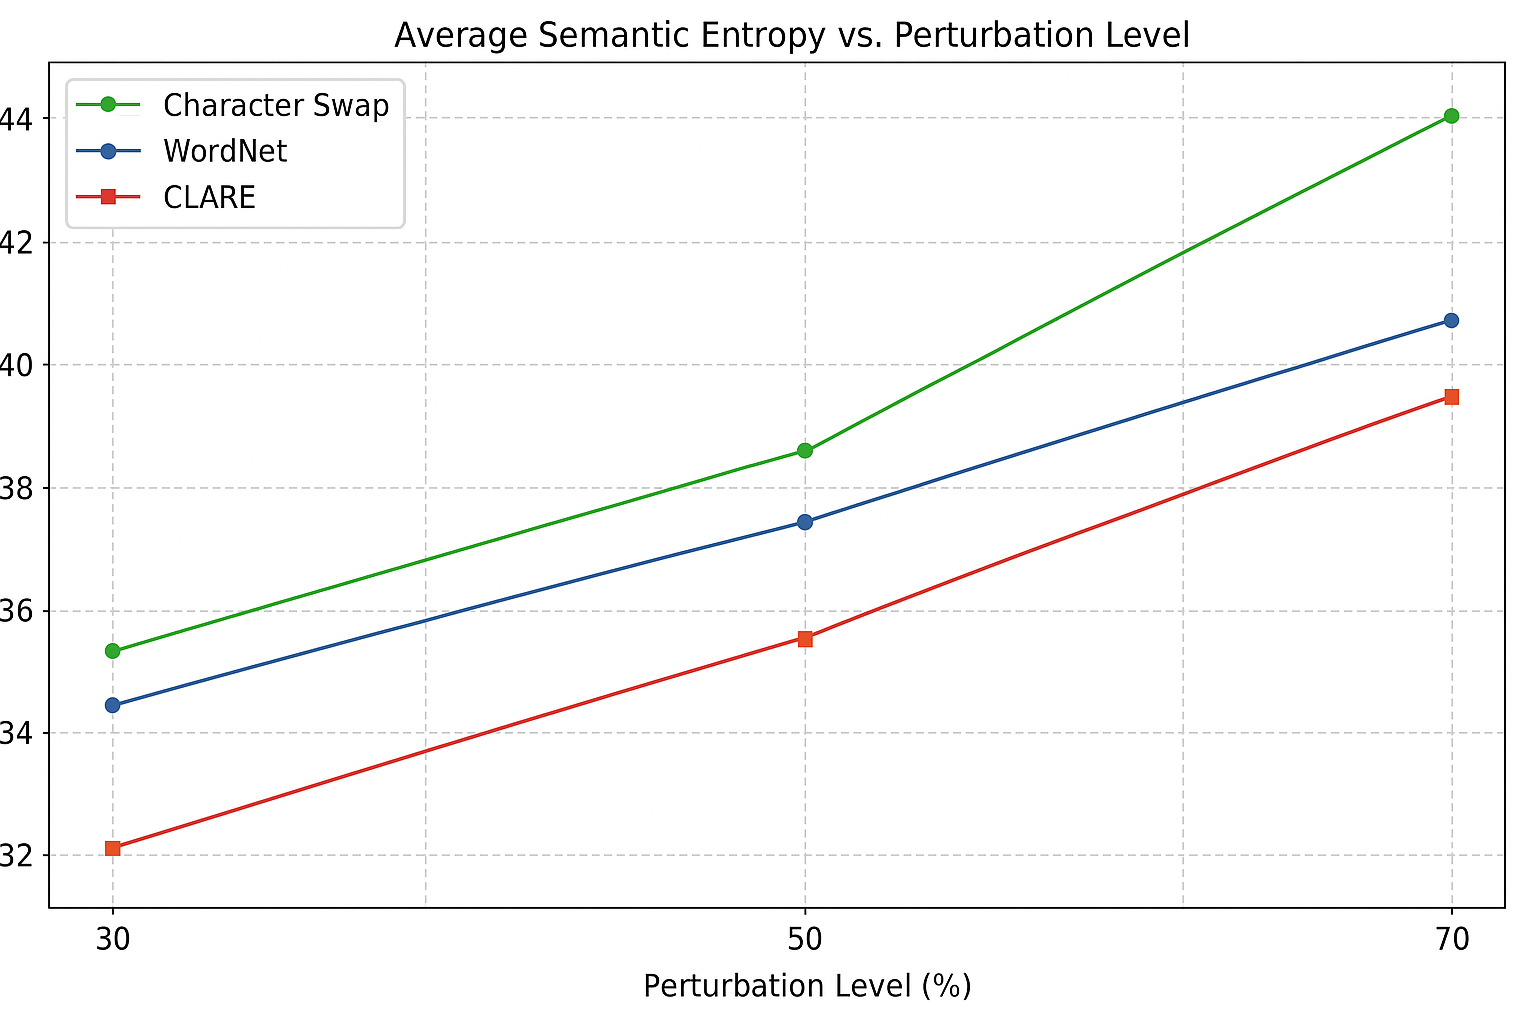 Average Semantic Entropy vs. Perturbation Level
Character Swap
WordNet
CLARE
44
42
40
38
36
34
32
30 50 70
Perturbation Level (%)